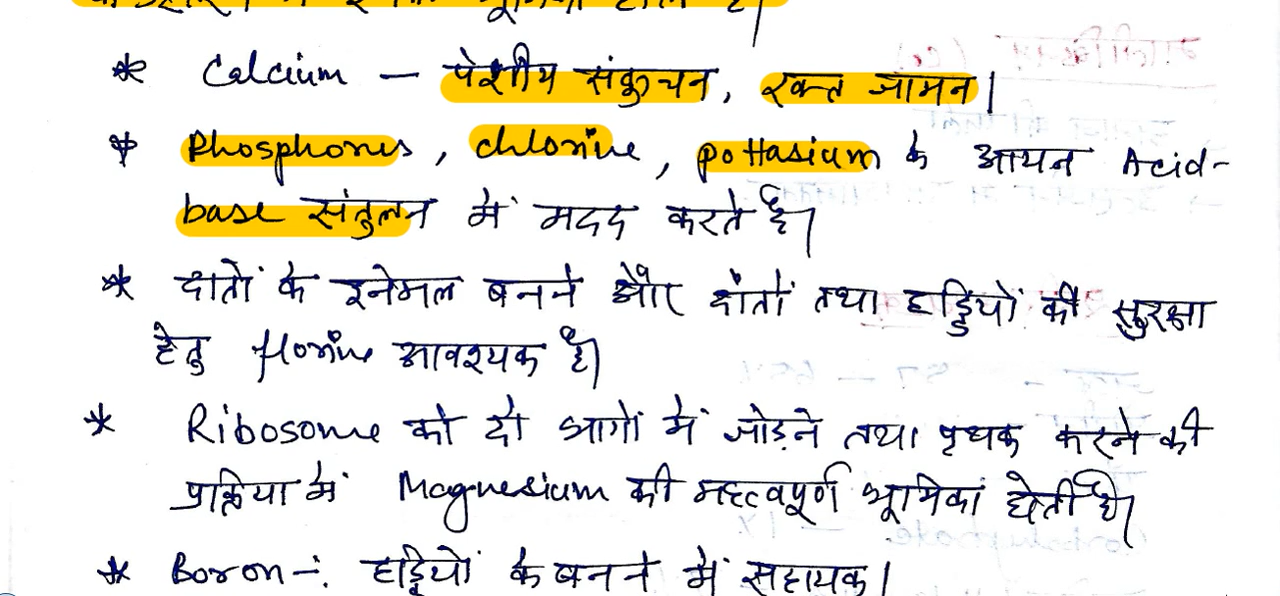 में भूमिका होती है।
* Calcium – पेशीय संकुचन, रक्त जामन।
* Phosphorus, chlorine, pottasium के आयन Acid-
base संतुलन में मदद करते है।
* दातों के इनेमल बनने और दांतों तथा हड्डियों की सुरक्षा
हेतु florine आवश्यक है।
* Ribosome को दो भागों में जोड़ने तथा पृथक करने की
प्रक्रिया में Magnesium की महत्वपूर्ण भूमिका होती है।
* Boron –: हड्डियों के बनने में सहायक।